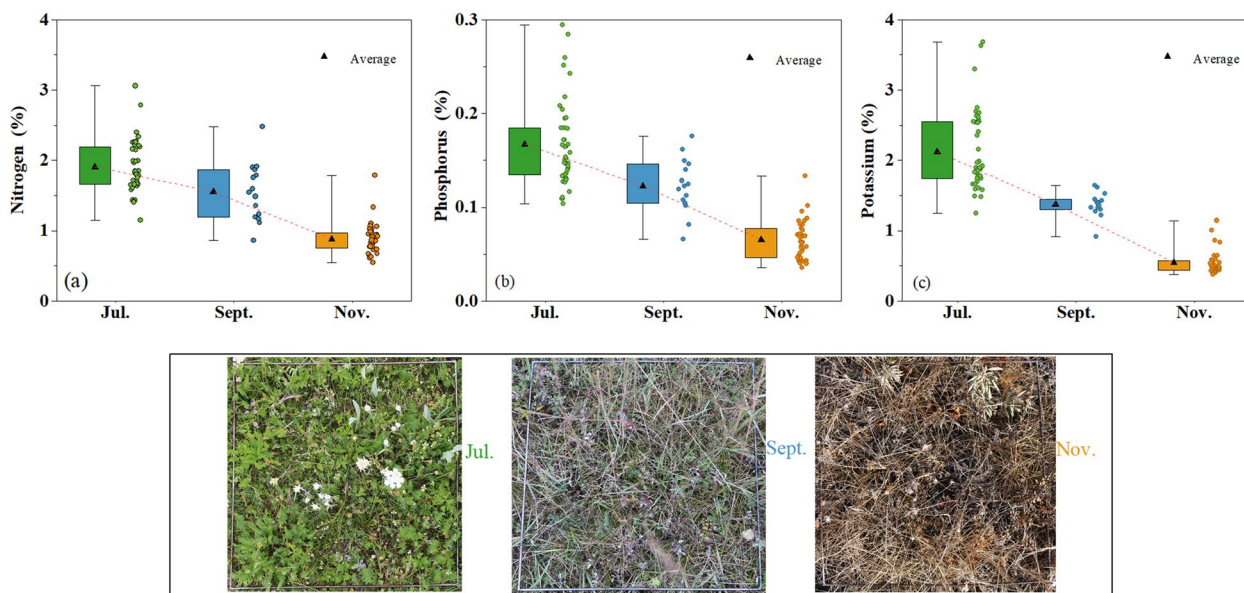 Nitrogen (%)
4
3
2
1
0
Average
(a)
Jul.
Sept.
Nov.
Phosphorus (%)
0.3
0.2
0.1
0.0
Average
(b)
Jul.
Sept.
Nov.
Potassium (%)
4
3
2
1
0
Average
(c)
Jul.
Sept.
Nov.
Jul.
Sept.
Nov.